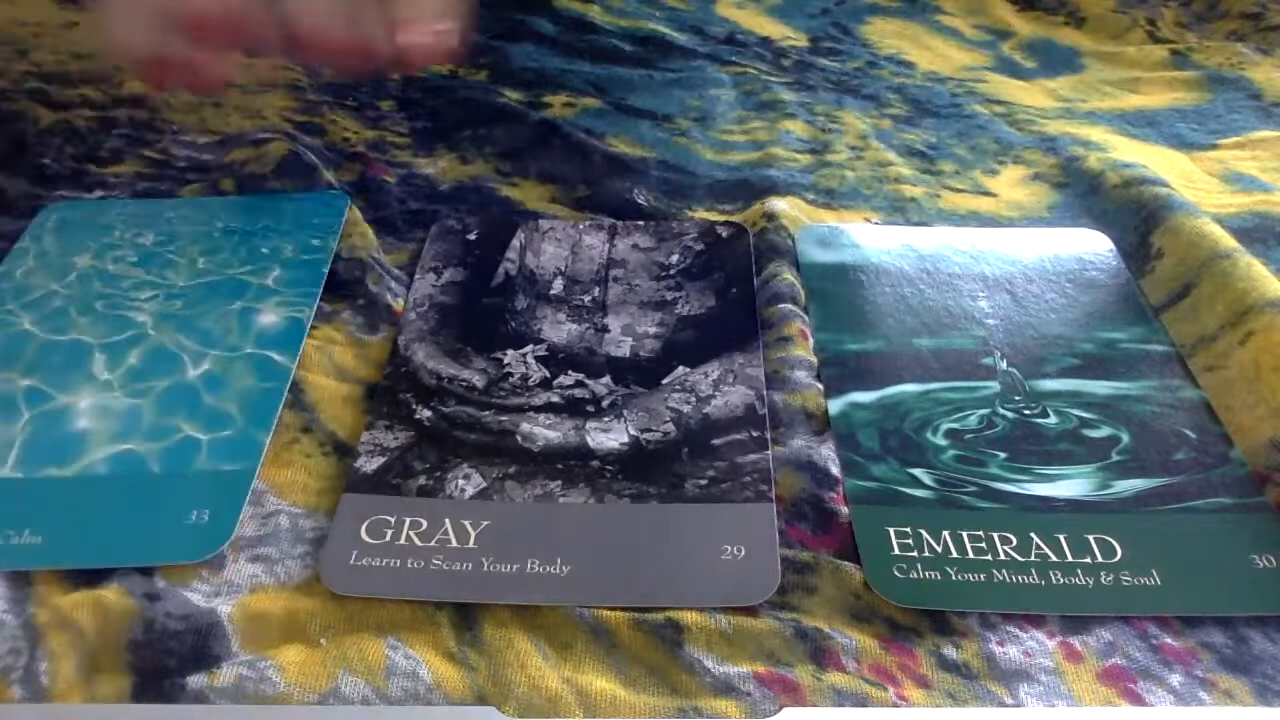 Calm
33
GRAY
Learn to Scan Your Body
29
EMERALD
Calm Your Mind, Body & Soul
30